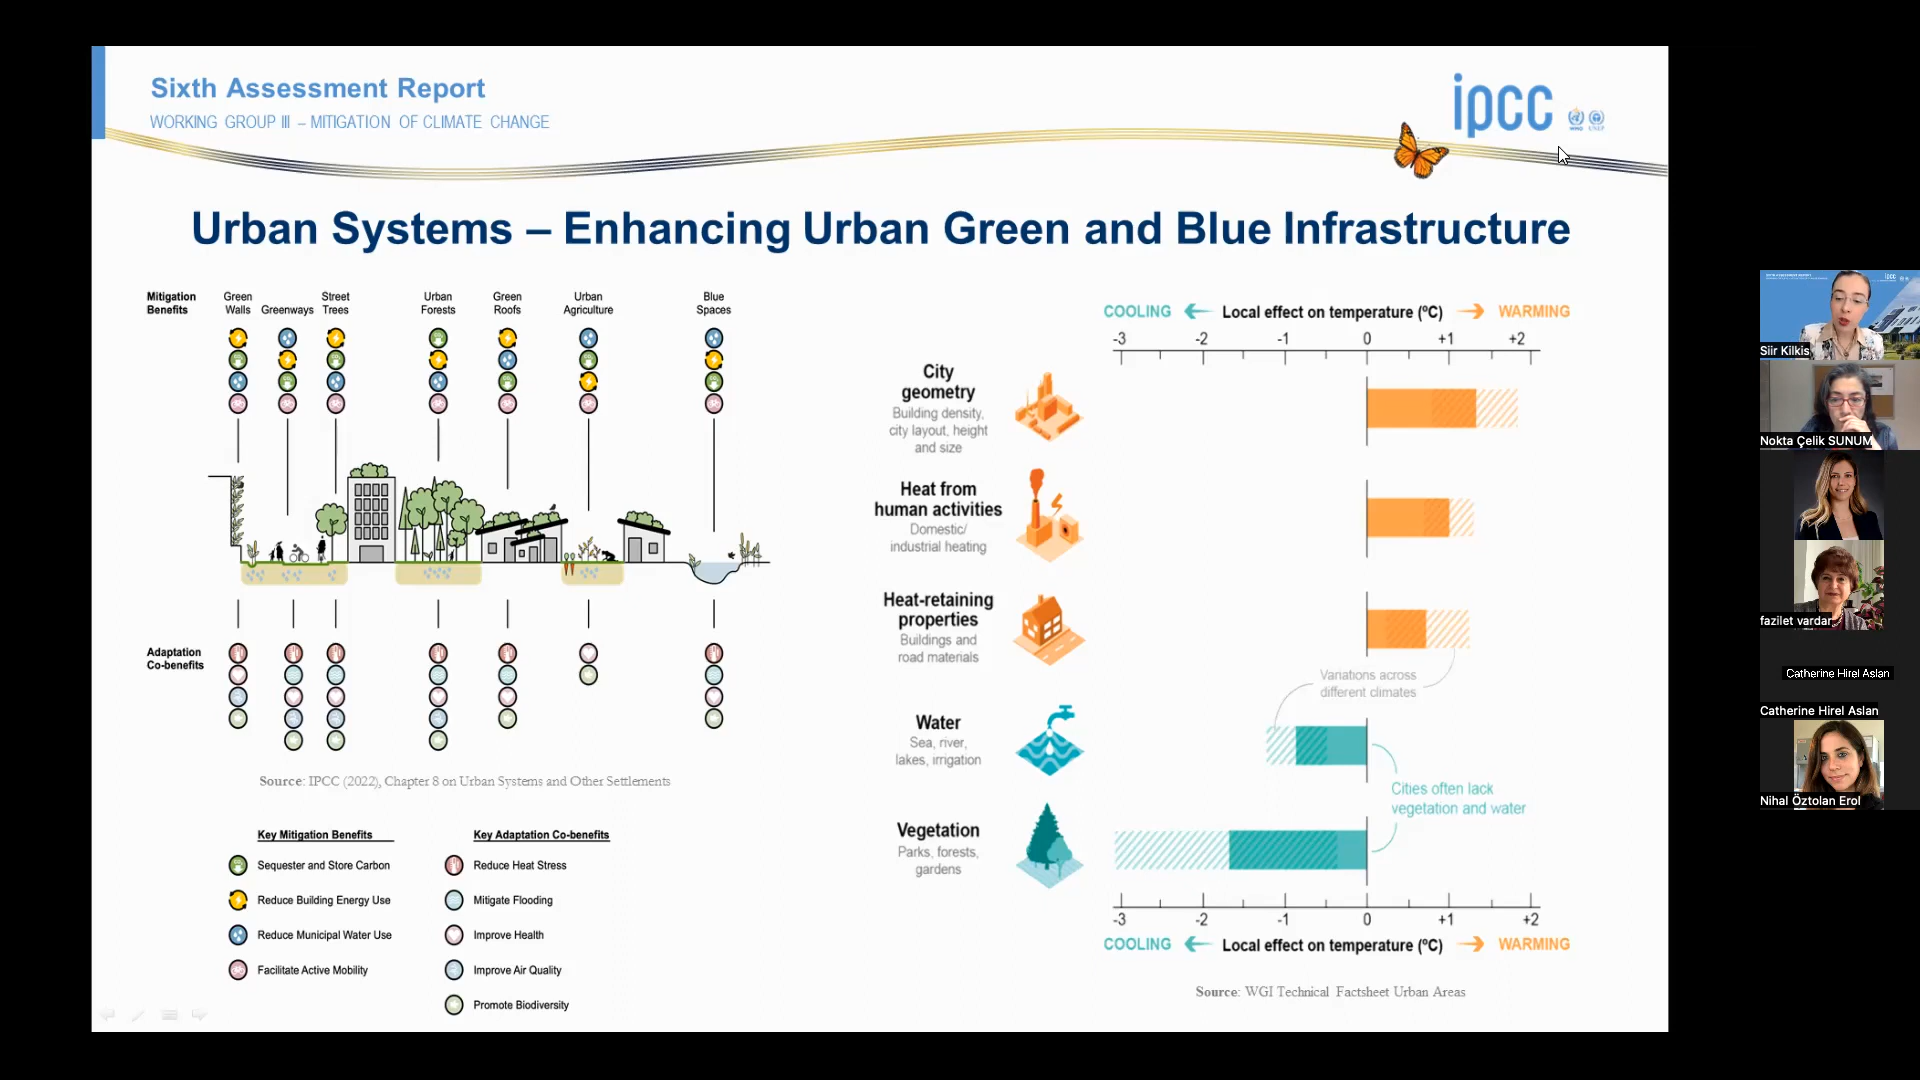 Sixth Assessment Report
WORKING GROUP III – MITIGATION OF CLIMATE CHANGE
ipcc
WMO
UNEP
Urban Systems – Enhancing Urban Green and Blue Infrastructure
Mitigation
Benefits
Green
Walls
Greenways
Street
Trees
Urban
Forests
Green
Roofs
Urban
Agriculture
Blue
Spaces
Adaptation
Co-benefits
Source: IPCC (2022), Chapter 8 on Urban Systems and Other Settlements
Key Mitigation Benefits
Sequester and Store Carbon
Reduce Building Energy Use
Reduce Municipal Water Use
Facilitate Active Mobility
Key Adaptation Co-benefits
Reduce Heat Stress
Mitigate Flooding
Improve Health
Improve Air Quality
Promote Biodiversity
COOLING Local effect on temperature (ºC) WARMING
-3 -2 -1 0 +1 +2
City
geometry
Building density,
city layout, height
and size
Heat from
human activities
Domestic/
industrial heating
Heat-retaining
properties
Buildings and
road materials
Variations across
different climates
Water
Sea, river,
lakes, irrigation
Cities often lack
vegetation and water
Vegetation
Parks, forests,
gardens
-3 -2 -1 0 +1 +2
COOLING Local effect on temperature (ºC) WARMING
Source: WGI Technical Factsheet Urban Areas
Siir Kilkis
Nokta Çelik SUNUM
fazilet vardar
Catherine Hirel Aslan
Catherine Hirel Aslan
Nihal Öztolan Erol